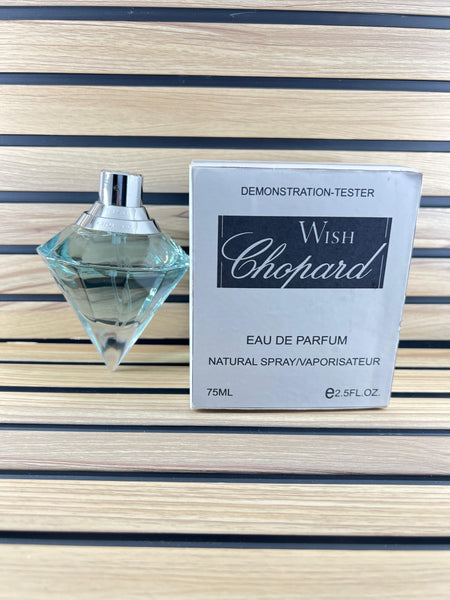 DEMONSTRATION-TESTER
WISH
Chopard
EAU DE PARFUM
NATURAL SPRAY/VAPORISATEUR
75ML e2.5FL.OZ.